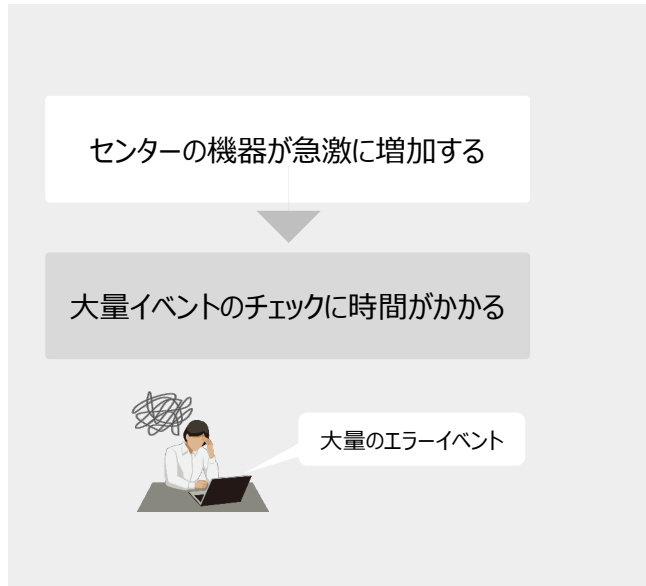 センターの機器が急激に増加する
大量イベントのチェックに時間がかかる
大量のエラーイベント